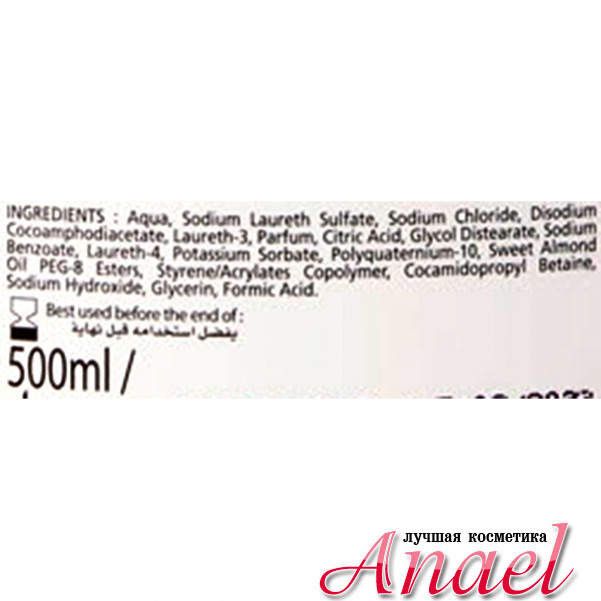 INGREDIENTS : Aqua, Sodium Laureth Sulfate, Sodium Chloride, Disodium
Cocoamphodiacetate, Laureth-3, Parfum, Citric Acid, Glycol Distearate, Sodium
Benzoate, Laureth-4, Potassium Sorbate, Polyquaternium-10, Sweet Almond
Oil PEG-8 Esters, Styrene/Acrylates Copolymer, Cocamidopropyl Betaine,
Sodium Hydroxide, Glycerin, Formic Acid.
Best used before the end of :
يفضل استخدامه قبل نهاية
500ml /
лучшая косметика
Anael